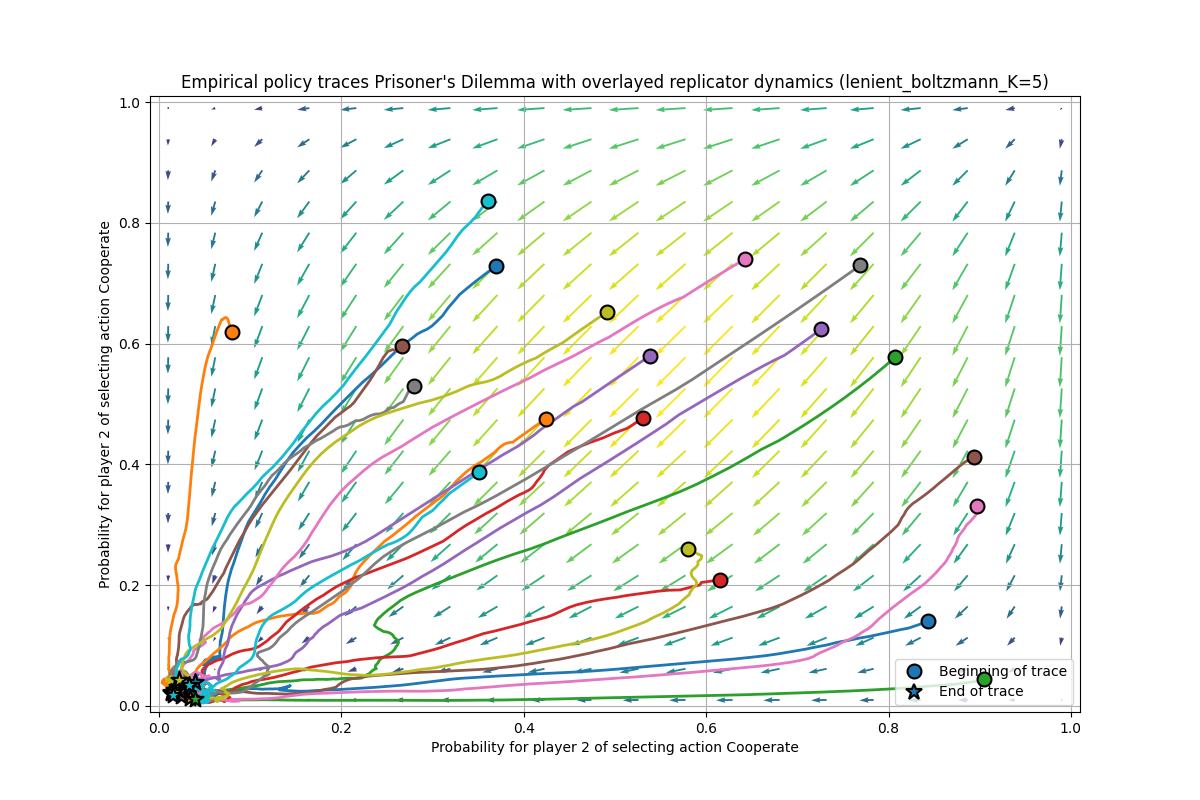 Empirical policy traces Prisoner's Dilemma with overlayed replicator dynamics (lenient_boltzmann_K=5)
Probability for player 2 of selecting action Cooperate
1.0
0.8
0.6
0.4
0.2
0.0
Beginning of trace
End of trace
0.0 0.2 0.4 0.6 0.8 1.0
Probability for player 2 of selecting action Cooperate